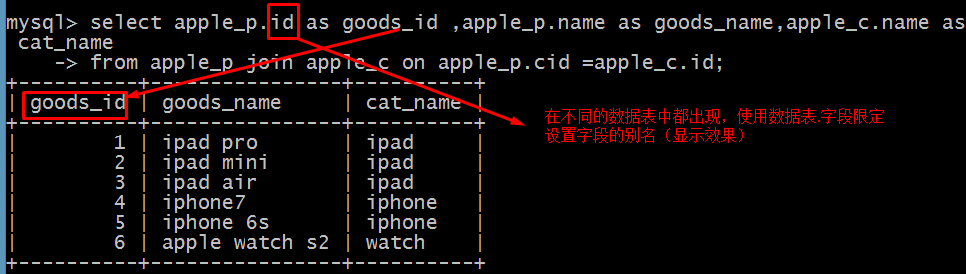 mysql> select apple_p.id as goods_id ,apple_p.name as goods_name,apple_c.name as
cat_name
-> from apple_p join apple_c on apple_p.cid =apple_c.id;
+----------+----------------+----------+
| goods_id | goods_name | cat_name |
+----------+----------------+----------+
| 1 | ipad pro | ipad |
| 2 | ipad mini | ipad |
| 3 | ipad air | ipad |
| 4 | iphone7 | iphone |
| 5 | iphone 6s | iphone |
| 6 | apple watch s2 | watch |
+----------+----------------+----------+
在不同的数据表中都出现，使用数据表.字段限定
设置字段的别名（显示效果）